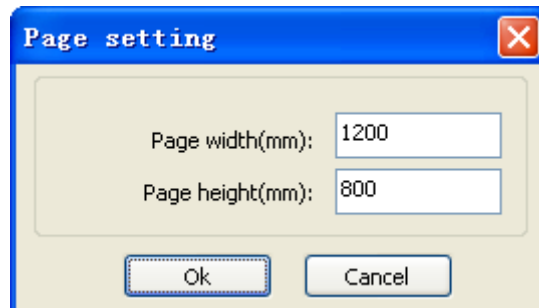 Page setting
Page width(mm): 1200
Page height(mm): 800
Ok Cancel